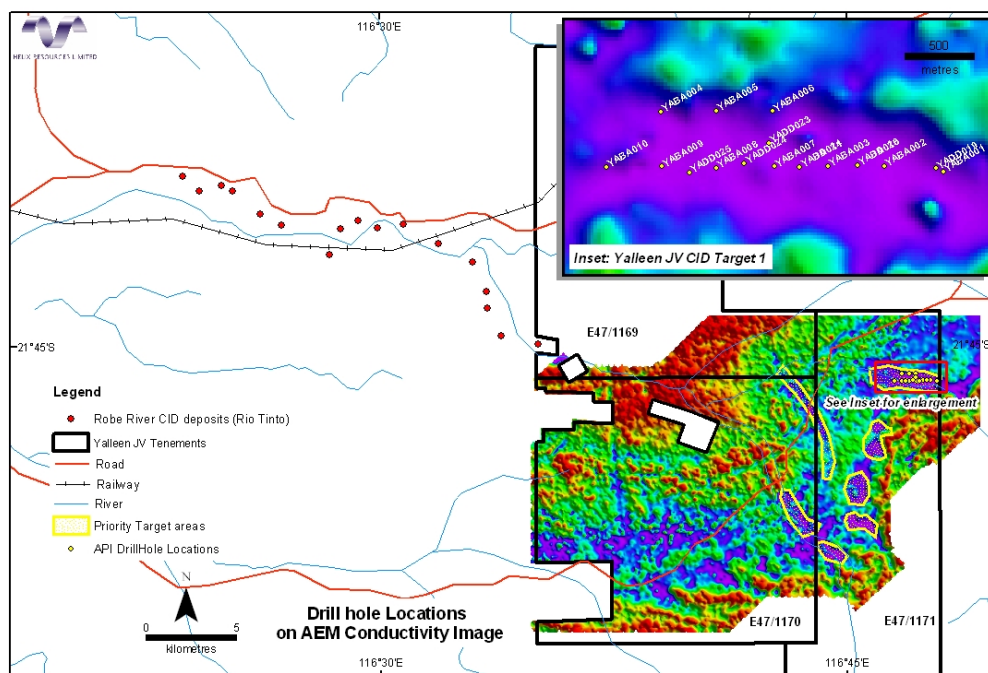 116°30'E
HELIX RESOURCES LIMITED
500
metres
YABA004
YABA005
YABA006
YADD023
YABA010
YABA009
YADD025
YABA008
YABA007
YABA003
YABA002
YADD019
YABA001
Inset: Yalleen JV CID Target 1
E47/1169
21°45'S
21°45'S
See Inset for enlargement
Legend
Robe River CID deposits (Rio Tinto)
Yalleen JV Tenements
Road
Railway
River
Priority Target areas
API DrillHole Locations
N
0 5
kilometres
Drill hole Locations
on AEM Conductivity Image
E47/1170
E47/1171
116°30'E
116°45'E